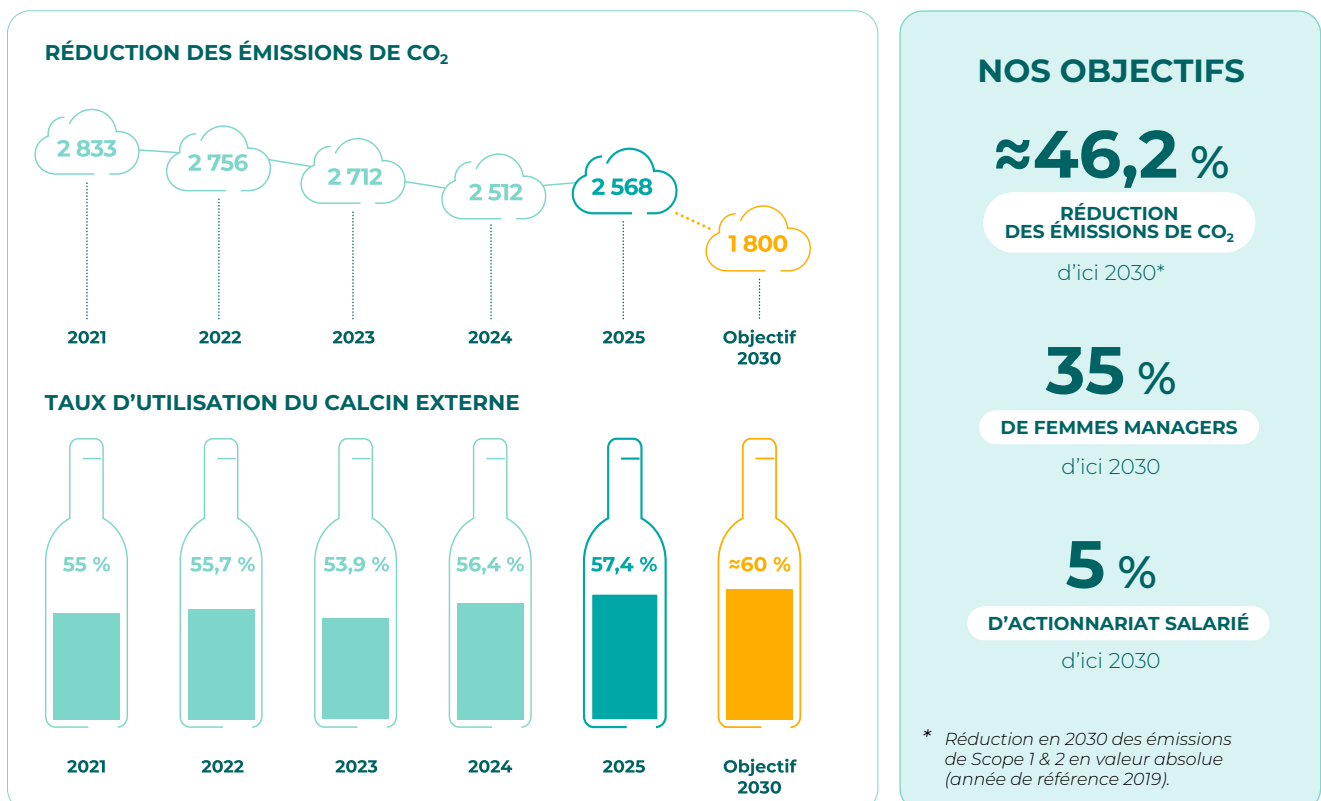 RÉDUCTION DES ÉMISSIONS DE CO₂
2 833
2 756
2 712
2 512
2 568
1 800
2021
2022
2023
2024
2025
Objectif
2030
TAUX D’UTILISATION DU CALCIN EXTERNE
55 %
55,7 %
53,9 %
56,4 %
57,4 %
≈60 %
2021
2022
2023
2024
2025
Objectif
2030
NOS OBJECTIFS
≈46,2 %
RÉDUCTION
DES ÉMISSIONS DE CO₂
d’ici 2030*
35 %
DE FEMMES MANAGERS
d’ici 2030
5 %
D’ACTIONNARIAT SALARIÉ
d’ici 2030
* Réduction en 2030 des émissions
de Scope 1 & 2 en valeur absolue
(année de référence 2019).